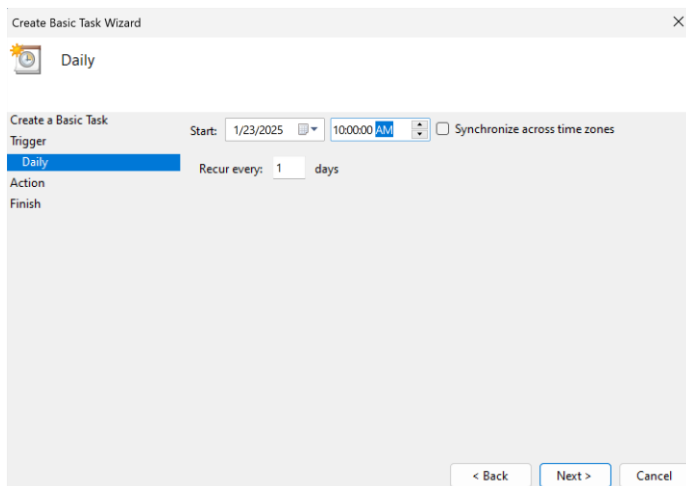 Create Basic Task Wizard
Daily
Create a Basic Task
Trigger
Daily
Action
Finish
Start: 1/23/2025 10:00:00 AM Synchronize across time zones
Recur every: 1 days
< Back Next > Cancel